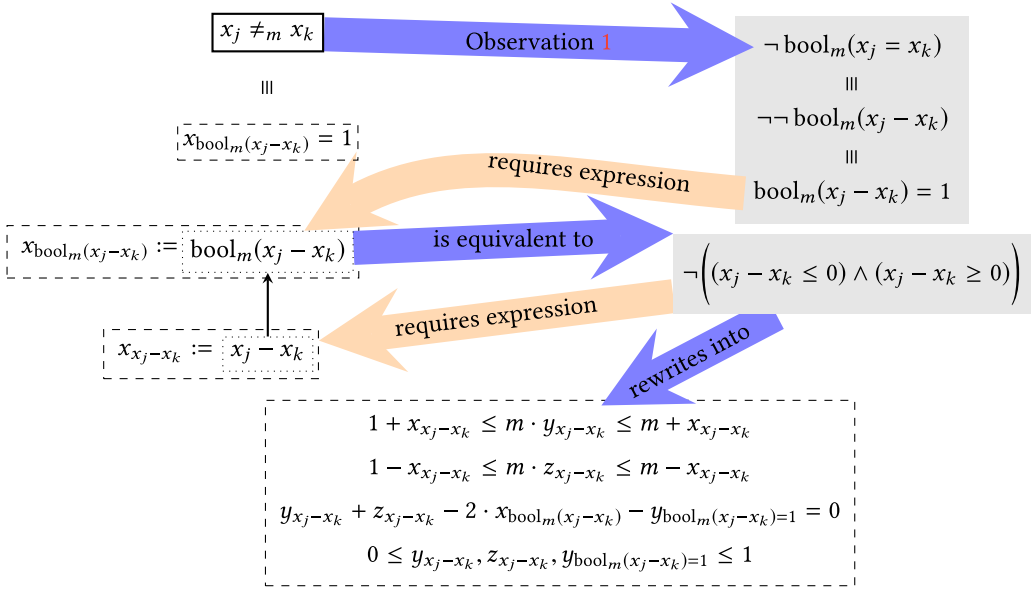 x_j ≠_m x_k
Observation 1
¬ bool_m(x_j = x_k)
≡
≡
¬¬ bool_m(x_j − x_k)
x_{bool_m(x_j−x_k)} = 1
≡
requires expression
bool_m(x_j − x_k) = 1
x_{bool_m(x_j−x_k)} := bool_m(x_j − x_k)
is equivalent to
¬((x_j − x_k ≤ 0) ∧ (x_j − x_k ≥ 0))
requires expression
x_{x_j−x_k} := x_j − x_k
rewrites into
1 + x_{x_j−x_k} ≤ m · y_{x_j−x_k} ≤ m + x_{x_j−x_k}
1 − x_{x_j−x_k} ≤ m · z_{x_j−x_k} ≤ m − x_{x_j−x_k}
y_{x_j−x_k} + z_{x_j−x_k} − 2 · x_{bool_m(x_j−x_k)} − y_{bool_m(x_j−x_k)=1} = 0
0 ≤ y_{x_j−x_k}, z_{x_j−x_k}, y_{bool_m(x_j−x_k)=1} ≤ 1